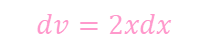 dv = 2xdx